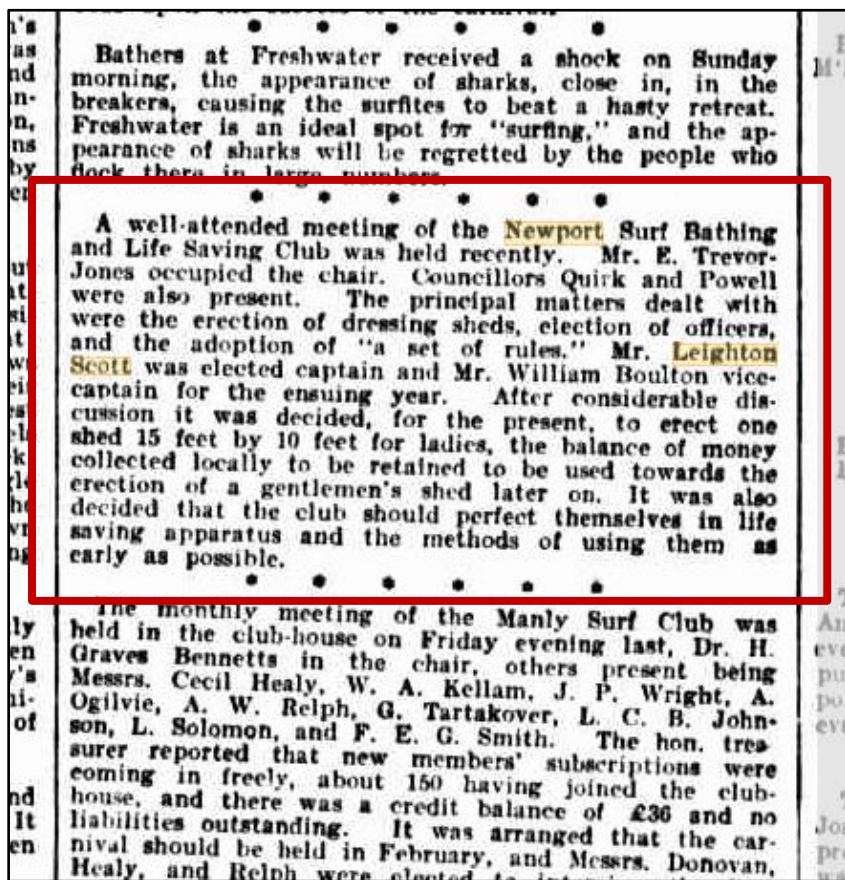 Bathers at Freshwater received a shock on Sunday
morning, the appearance of sharks, close in, in the
breakers, causing the surfites to beat a hasty retreat.
Freshwater is an ideal spot for "surfing," and the ap-
pearance of sharks will be regretted by the people who
flock there in large numbers.
A well-attended meeting of the Newport Surf Bathing
and Life Saving Club was held recently. Mr. E. Trevor-
Jones occupied the chair. Councillors Quirk and Powell
were also present. The principal matters dealt with
were the erection of dressing sheds, election of officers,
and the adoption of "a set of rules." Mr. Leighton
Scott was elected captain and Mr. William Boulton vice-
captain for the ensuing year. After considerable dis-
cussion it was decided, for the present, to erect one
shed 15 feet by 10 feet for ladies, the balance of money
collected locally to be retained to be used towards the
erection of a gentlemen's shed later on. It was also
decided that the club should perfect themselves in life
saving apparatus and the methods of using them as
early as possible.
The monthly meeting of the Manly Surf Club was
held in the club-house on Friday evening last, Dr. H.
Graves Bennetts in the chair, others present being
Messrs. Cecil Healy, W. A. Kellam, J. P. Wright, A.
Ogilvie, A. W. Relph, G. Tartakover, L. C. B. John-
son, L. Solomon, and F. E. G. Smith. The hon. trea
surer reported that new members' subscriptions were
coming in freely, about 150 having joined the club-
house, and there was a credit balance of £36 and no
liabilities outstanding. It was arranged that the car-
nival should be held in February, and Messrs. Donovan,
Healy, and Relph were elected to